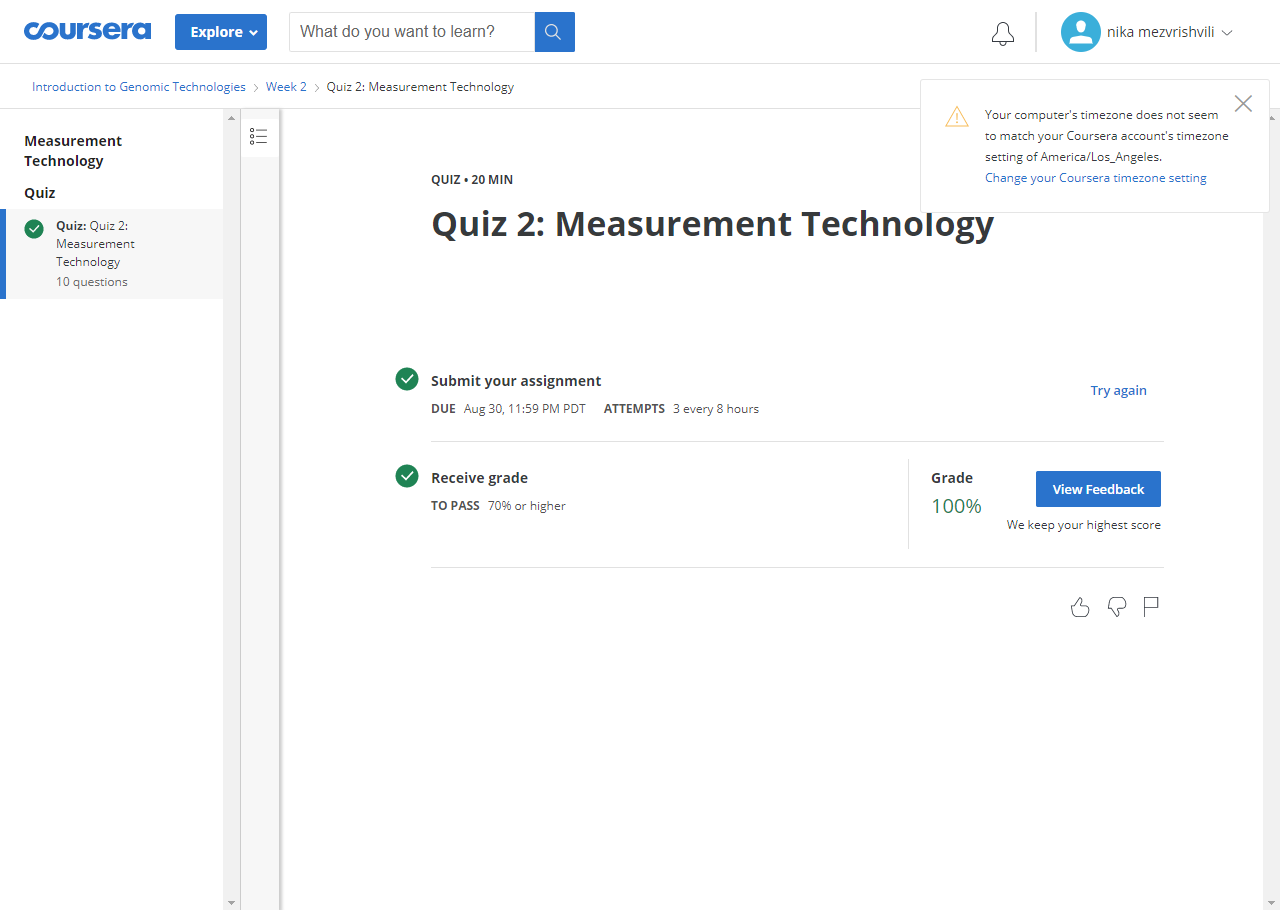 coursera
Explore
What do you want to learn?
nika mezvrishvili
Introduction to Genomic Technologies
Week 2
Quiz 2: Measurement Technology
Your computer's timezone does not seem
to match your Coursera account's timezone
setting of America/Los_Angeles.
Change your Coursera timezone setting
Measurement
Technology
Quiz
Quiz: Quiz 2:
Measurement
Technology
10 questions
QUIZ • 20 MIN
Quiz 2: Measurement Technology
Submit your assignment
DUE Aug 30, 11:59 PM PDT ATTEMPTS 3 every 8 hours
Try again
Receive grade
TO PASS 70% or higher
Grade
100%
View Feedback
We keep your highest score